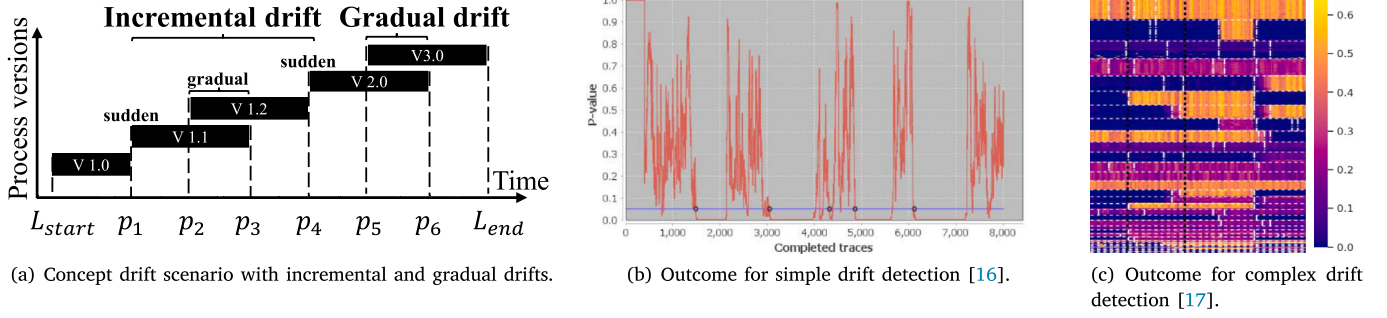 Incremental drift Gradual drift
Process versions
sudden
V3.0
gradual
V 2.0
V 1.2
sudden
V 1.1
V 1.0
Time
L_start p_1 p_2 p_3 p_4 p_5 p_6 L_end
(a) Concept drift scenario with incremental and gradual drifts.
P-value
1.0
0.9
0.8
0.7
0.6
0.5
0.4
0.3
0.2
0.1
0.0
0 1,000 2,000 3,000 4,000 5,000 6,000 7,000 8,000
Completed traces
(b) Outcome for simple drift detection [16].
0.6
0.5
0.4
0.3
0.2
0.1
0.0
(c) Outcome for complex drift
detection [17].